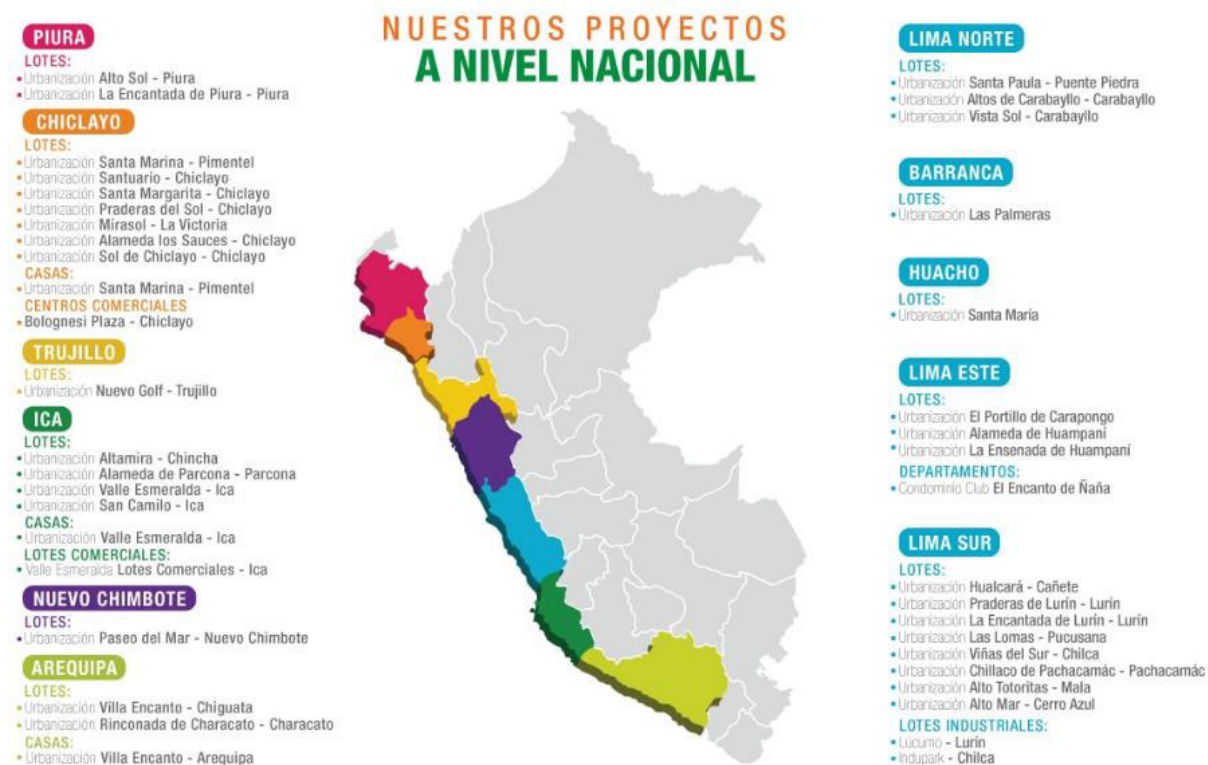 NUESTROS PROYECTOS
A NIVEL NACIONAL
PIURA
LOTES:
Urbanización Alto Sol - Piura
Urbanización La Encantada de Piura - Piura
CHICLAYO
LOTES:
Urbanización Santa Marina - Pimentel
Urbanización Santuario - Chiclayo
Urbanización Santa Margarita - Chiclayo
Urbanización Praderas del Sol - Chiclayo
Urbanización Mirasol - La Victoria
Urbanización Alameda los Sauces - Chiclayo
Urbanización Sol de Chiclayo - Chiclayo
CASAS:
Urbanización Santa Marina - Pimentel
CENTROS COMERCIALES
Bolognesi Plaza - Chiclayo
TRUJILLO
LOTES:
Urbanización Nuevo Golf - Trujillo
ICA
LOTES:
Urbanización Altamira - Chincha
Urbanización Alameda de Parcona - Parcona
Urbanización Valle Esmeralda - Ica
Urbanización San Camilo - Ica
CASAS:
Urbanización Valle Esmeralda - Ica
LOTES COMERCIALES:
Valle Esmeralda Lotes Comerciales - Ica
NUEVO CHIMBOTE
LOTES:
Urbanización Paseo del Mar - Nuevo Chimbote
AREQUIPA
LOTES:
Urbanización Villa Encanto - Chiguata
Urbanización Rinconada de Characato - Characato
CASAS:
Urbanización Villa Encanto - Arequipa
LIMA NORTE
LOTES:
Urbanización Santa Paula - Puente Piedra
Urbanización Altos de Carabayllo - Carabayllo
Urbanización Vista Sol - Carabayllo
BARRANCA
LOTES:
Urbanización Las Palmeras
HUACHO
LOTES:
Urbanización Santa María
LIMA ESTE
LOTES:
Urbanización El Portillo de Carapongo
Urbanización Alameda de Huampaní
Urbanización La Ensenada de Huampaní
DEPARTAMENTOS:
Condominio Club El Encanto de Ñaña
LIMA SUR
LOTES:
Urbanización Hualcará - Cañete
Urbanización Praderas de Lurín - Lurín
Urbanización La Encantada de Lurín - Lurín
Urbanización Las Lomas - Pucusana
Urbanización Viñas del Sur - Chilca
Urbanización Chillaco de Pachacamác - Pachacamác
Urbanización Alto Totoritas - Mala
Urbanización Alto Mar - Cerro Azul
LOTES INDUSTRIALES:
Lúcumo - Lurín
Indupark - Chilca